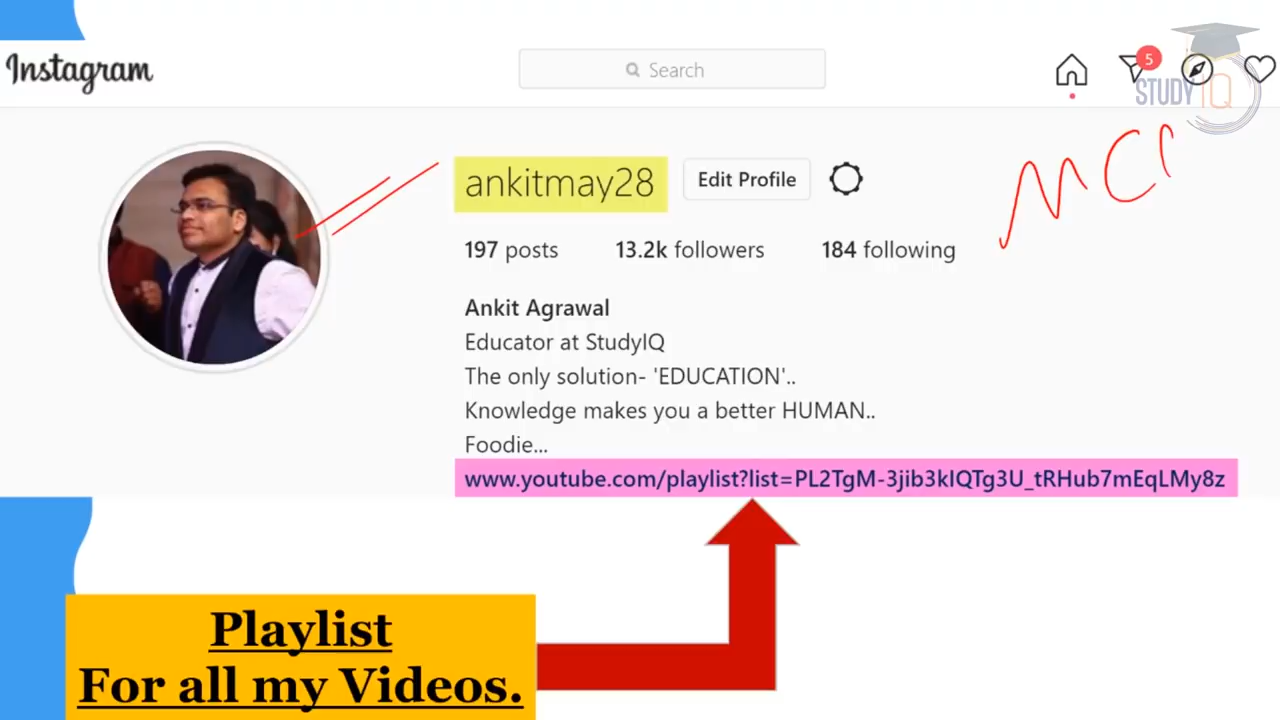 Instagram
Search
5
STUDY IQ
ankitmay28
Edit Profile
197 posts 13.2k followers 184 following
Ankit Agrawal
Educator at StudyIQ
The only solution- 'EDUCATION'..
Knowledge makes you a better HUMAN..
Foodie...
www.youtube.com/playlist?list=PL2TgM-3jib3kIQTg3U_tRHub7mEqLMy8z
Playlist
For all my Videos.